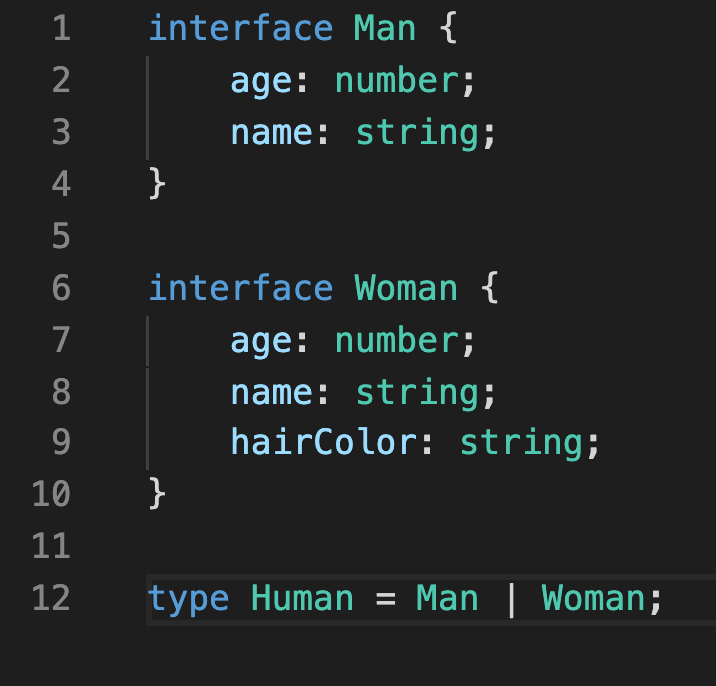 1 interface Man {
2     age: number;
3     name: string;
4 }
5
6 interface Woman {
7     age: number;
8     name: string;
9     hairColor: string;
10 }
11
12 type Human = Man | Woman;